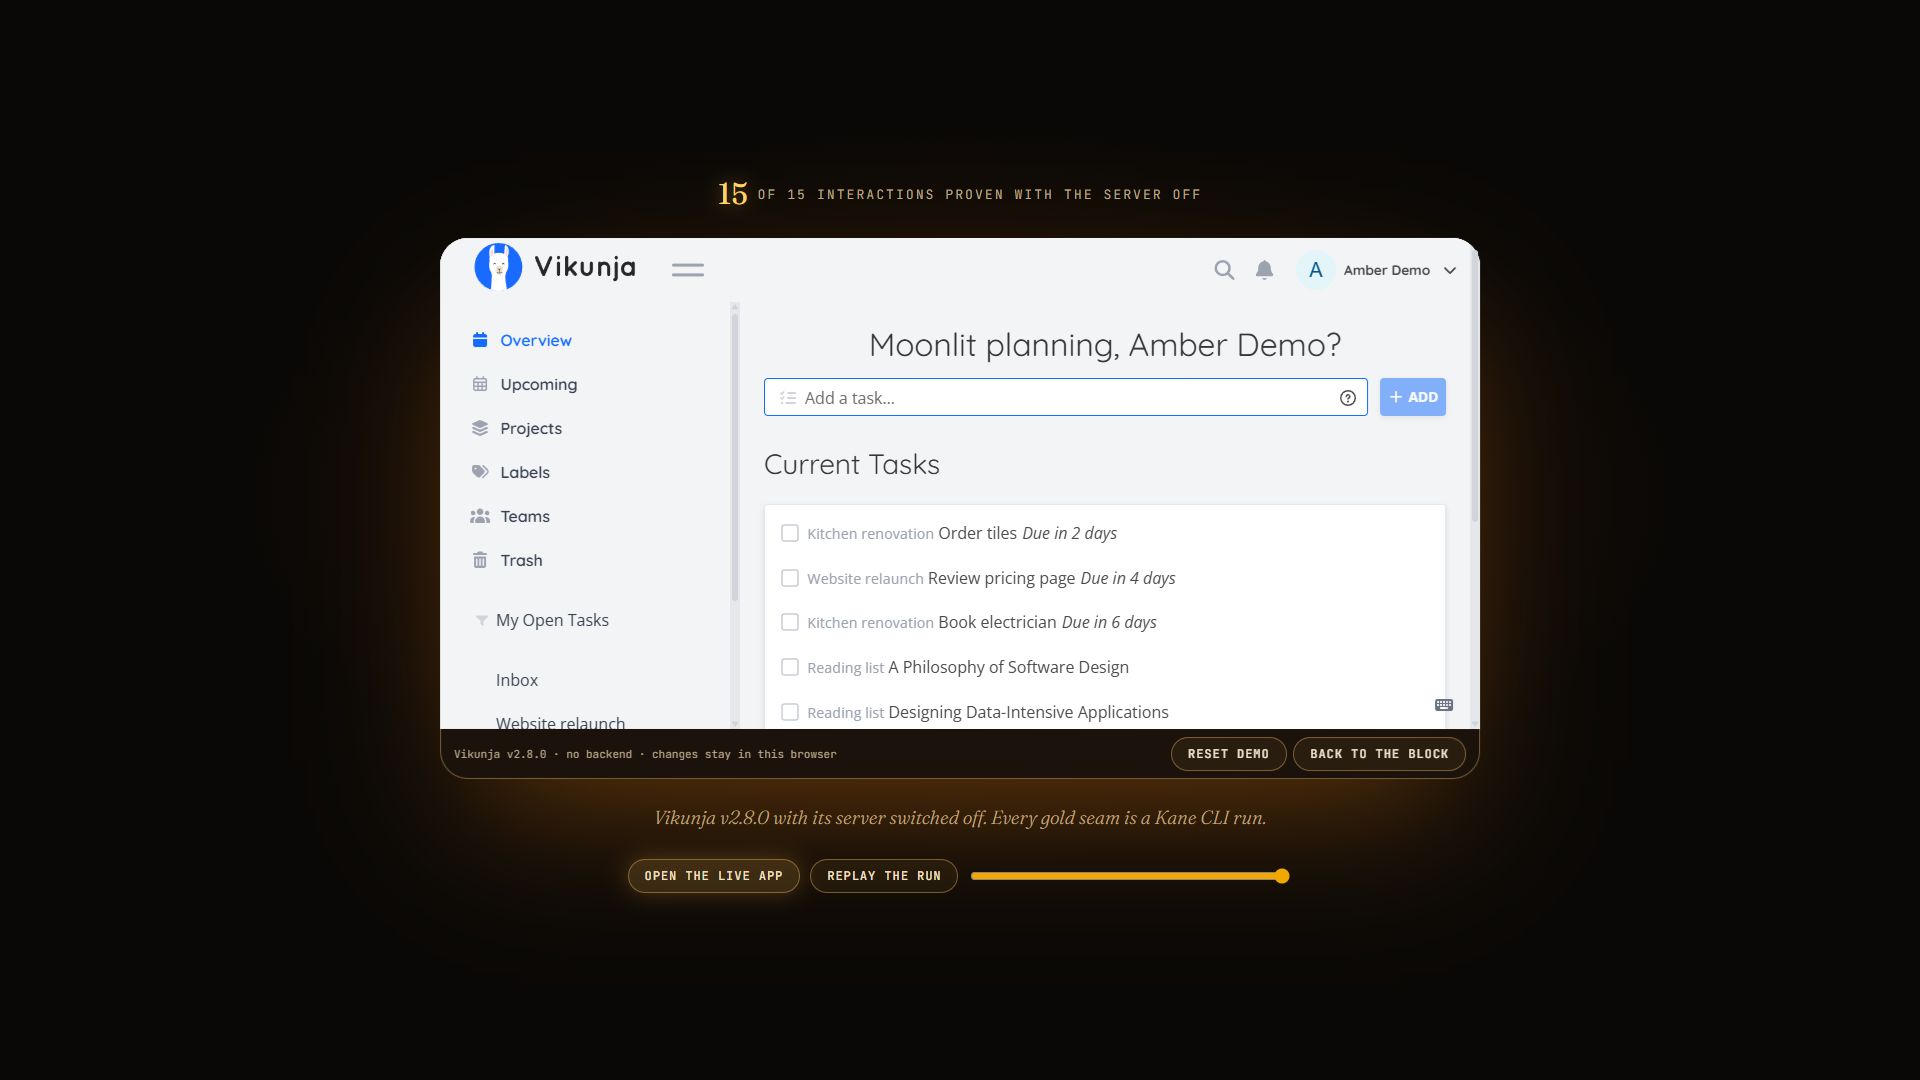 15 OF 15 INTERACTIONS PROVEN WITH THE SERVER OFF
Vikunja
A Amber Demo
Overview
Upcoming
Projects
Labels
Teams
Trash
My Open Tasks
Inbox
Website relaunch
Moonlit planning, Amber Demo?
Add a task...
+ ADD
Current Tasks
Kitchen renovation Order tiles Due in 2 days
Website relaunch Review pricing page Due in 4 days
Kitchen renovation Book electrician Due in 6 days
Reading list A Philosophy of Software Design
Reading list Designing Data-Intensive Applications
Vikunja v2.8.0 · no backend · changes stay in this browser
RESET DEMO
BACK TO THE BLOCK
Vikunja v2.8.0 with its server switched off. Every gold seam is a Kane CLI run.
OPEN THE LIVE APP
REPLAY THE RUN